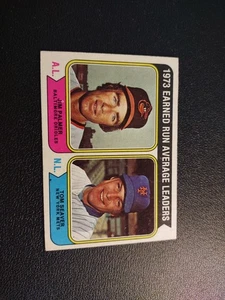 1973 EARNED RUN AVERAGE LEADERS
A.L.
JIM PALMER
BALTIMORE ORIOLES
N.L.
TOM SEAVER
NEW YORK METS